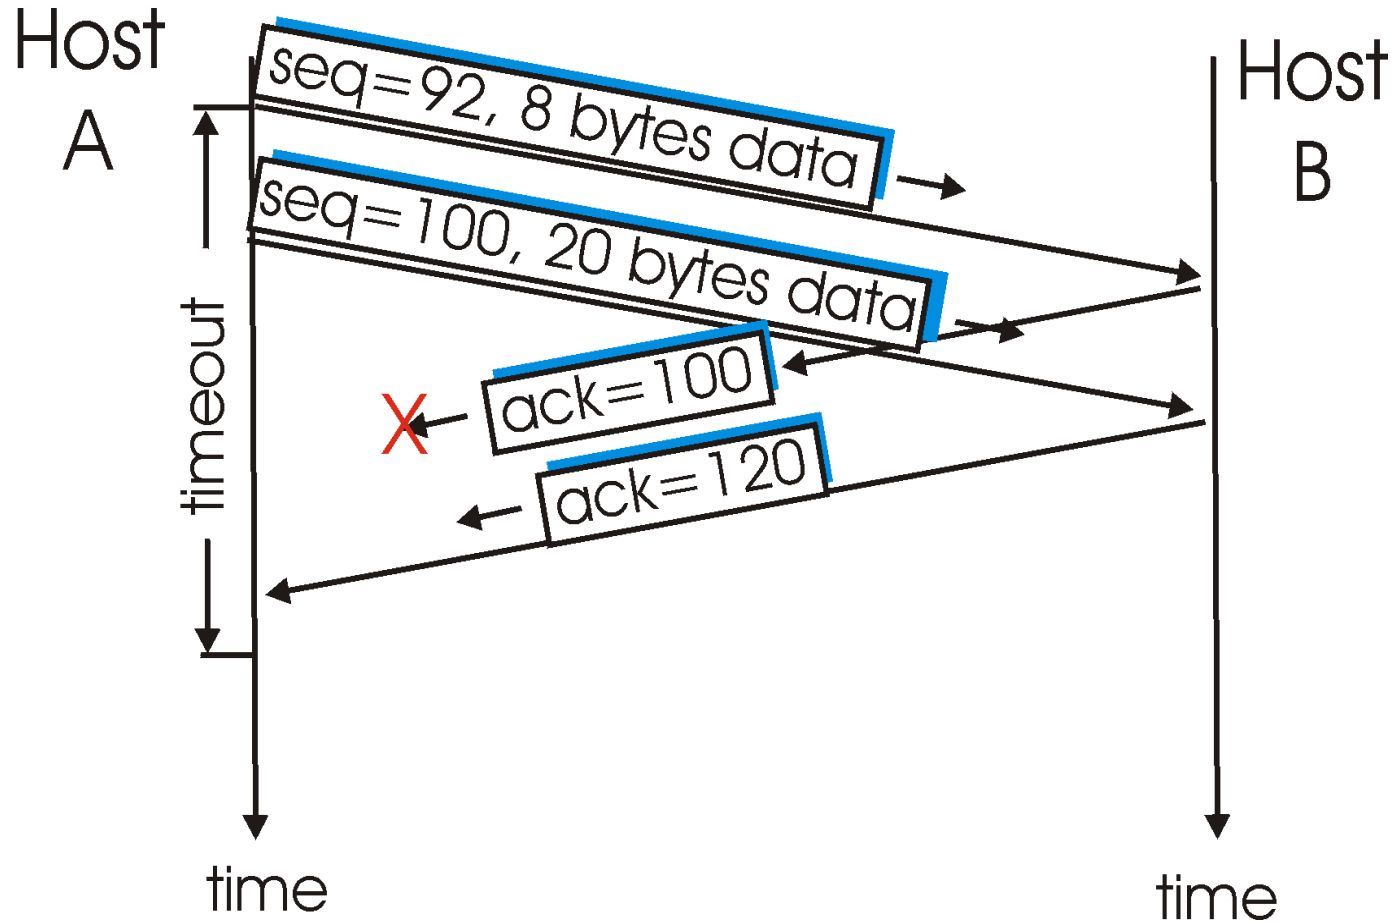 Host
A
Host
B
seq=92, 8 bytes data
seq=100, 20 bytes data
ack=100
X
ack=120
timeout
time
time